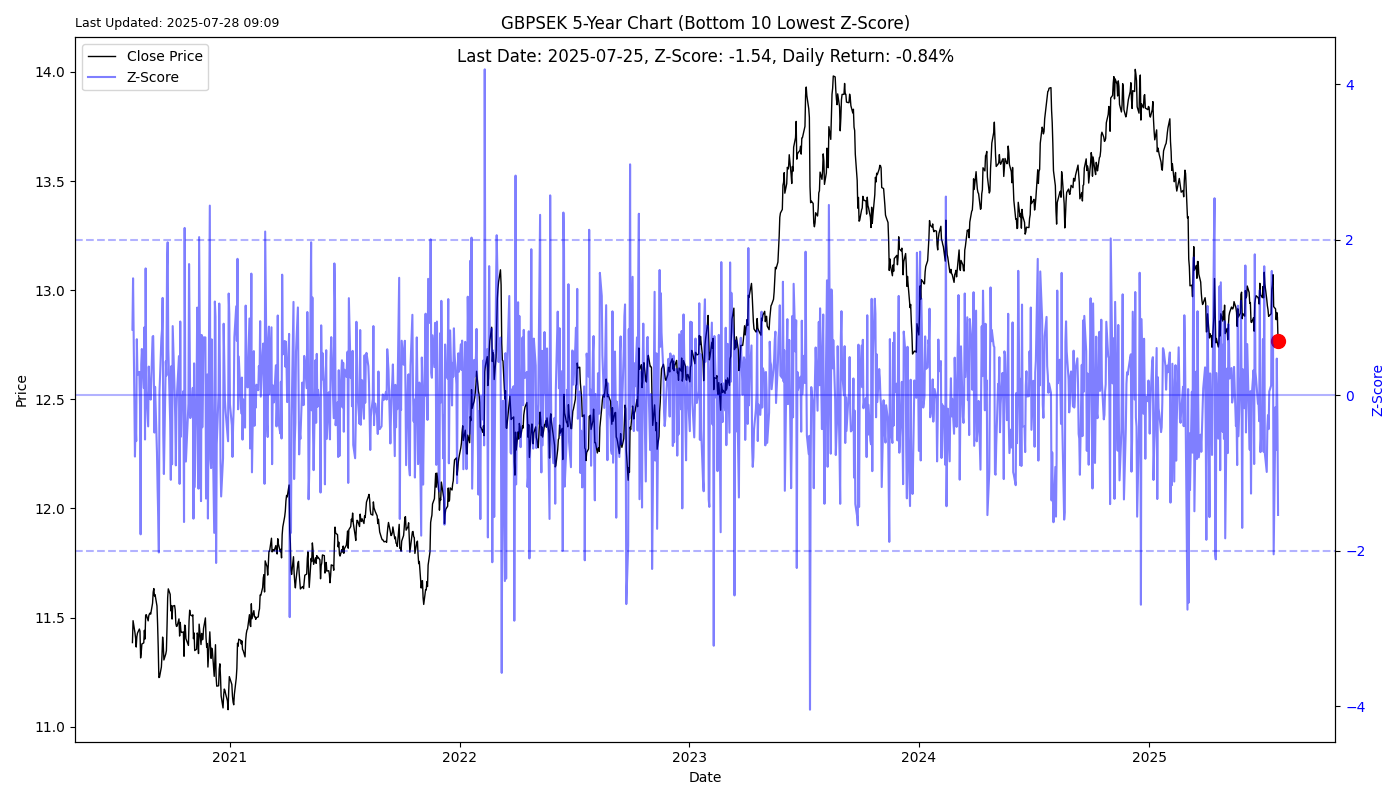 Last Updated: 2025-07-28 09:09
GBPSEK 5-Year Chart (Bottom 10 Lowest Z-Score)
Last Date: 2025-07-25, Z-Score: -1.54, Daily Return: -0.84%
Close Price
Z-Score
Price
14.0
13.5
13.0
12.5
12.0
11.5
11.0
4
2
0
−2
−4
Z-Score
2021
2022
2023
2024
2025
Date